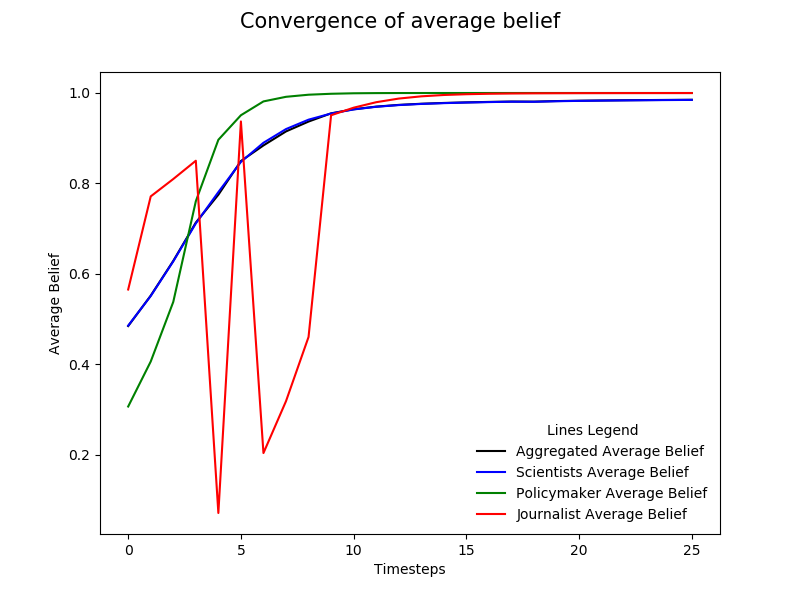 Convergence of average belief
1.0
0.8
0.6
0.4
0.2
Average Belief
Lines Legend
Aggregated Average Belief
Scientists Average Belief
Policymaker Average Belief
Journalist Average Belief
0 5 10 15 20 25
Timesteps